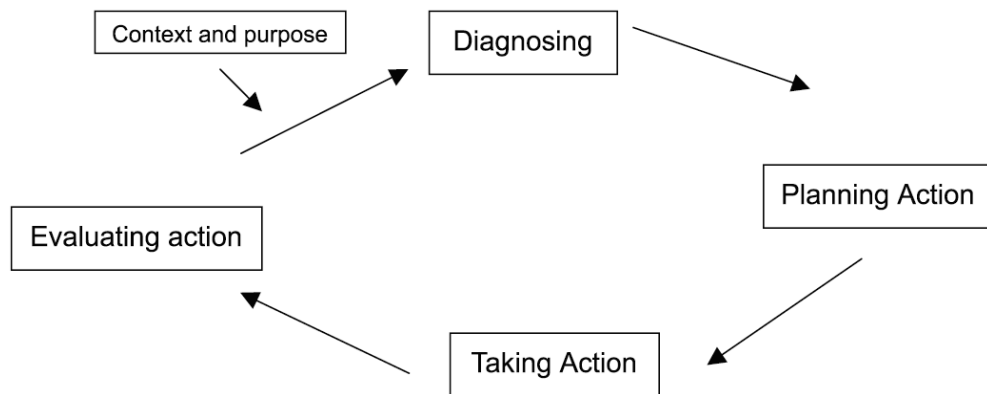 Context and purpose
Diagnosing
Planning Action
Evaluating action
Taking Action